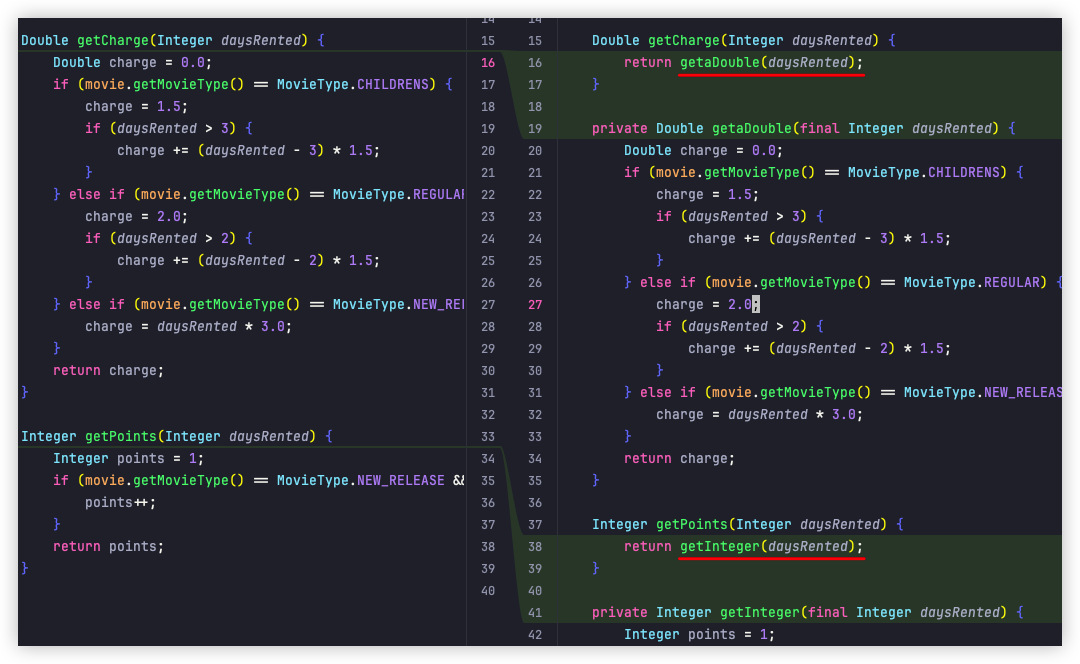 14 14
Double getCharge(Integer daysRented) { 15
Double charge = 0.0; 16
if (movie.getMovieType() == MovieType.CHILDRENS) { 17
charge = 1.5; 18
if (daysRented > 3) { 19
charge += (daysRented - 3) * 1.5; 20
} 21
} else if (movie.getMovieType() == MovieType.REGULAR 22
charge = 2.0; 23
if (daysRented > 2) { 24
charge += (daysRented - 2) * 1.5; 25
} 26
} else if (movie.getMovieType() == MovieType.NEW_REL 27
charge = daysRented * 3.0; 28
} 29
return charge; 30
} 31
32
Integer getPoints(Integer daysRented) { 33
Integer points = 1; 34
if (movie.getMovieType() == MovieType.NEW_RELEASE && 35
points++; 36
} 37
return points; 38
} 39
40
15 Double getCharge(Integer daysRented) {
16 return getaDouble(daysRented);
17 }
18
19 private Double getaDouble(final Integer daysRented) {
20 Double charge = 0.0;
21 if (movie.getMovieType() == MovieType.CHILDRENS) {
22 charge = 1.5;
23 if (daysRented > 3) {
24 charge += (daysRented - 3) * 1.5;
25 }
26 } else if (movie.getMovieType() == MovieType.REGULAR) {
27 charge = 2.0;
28 if (daysRented > 2) {
29 charge += (daysRented - 2) * 1.5;
30 }
31 } else if (movie.getMovieType() == MovieType.NEW_RELEAS
32 charge = daysRented * 3.0;
33 }
34 return charge;
35 }
36
37 Integer getPoints(Integer daysRented) {
38 return getInteger(daysRented);
39 }
40
41 private Integer getInteger(final Integer daysRented) {
42 Integer points = 1;